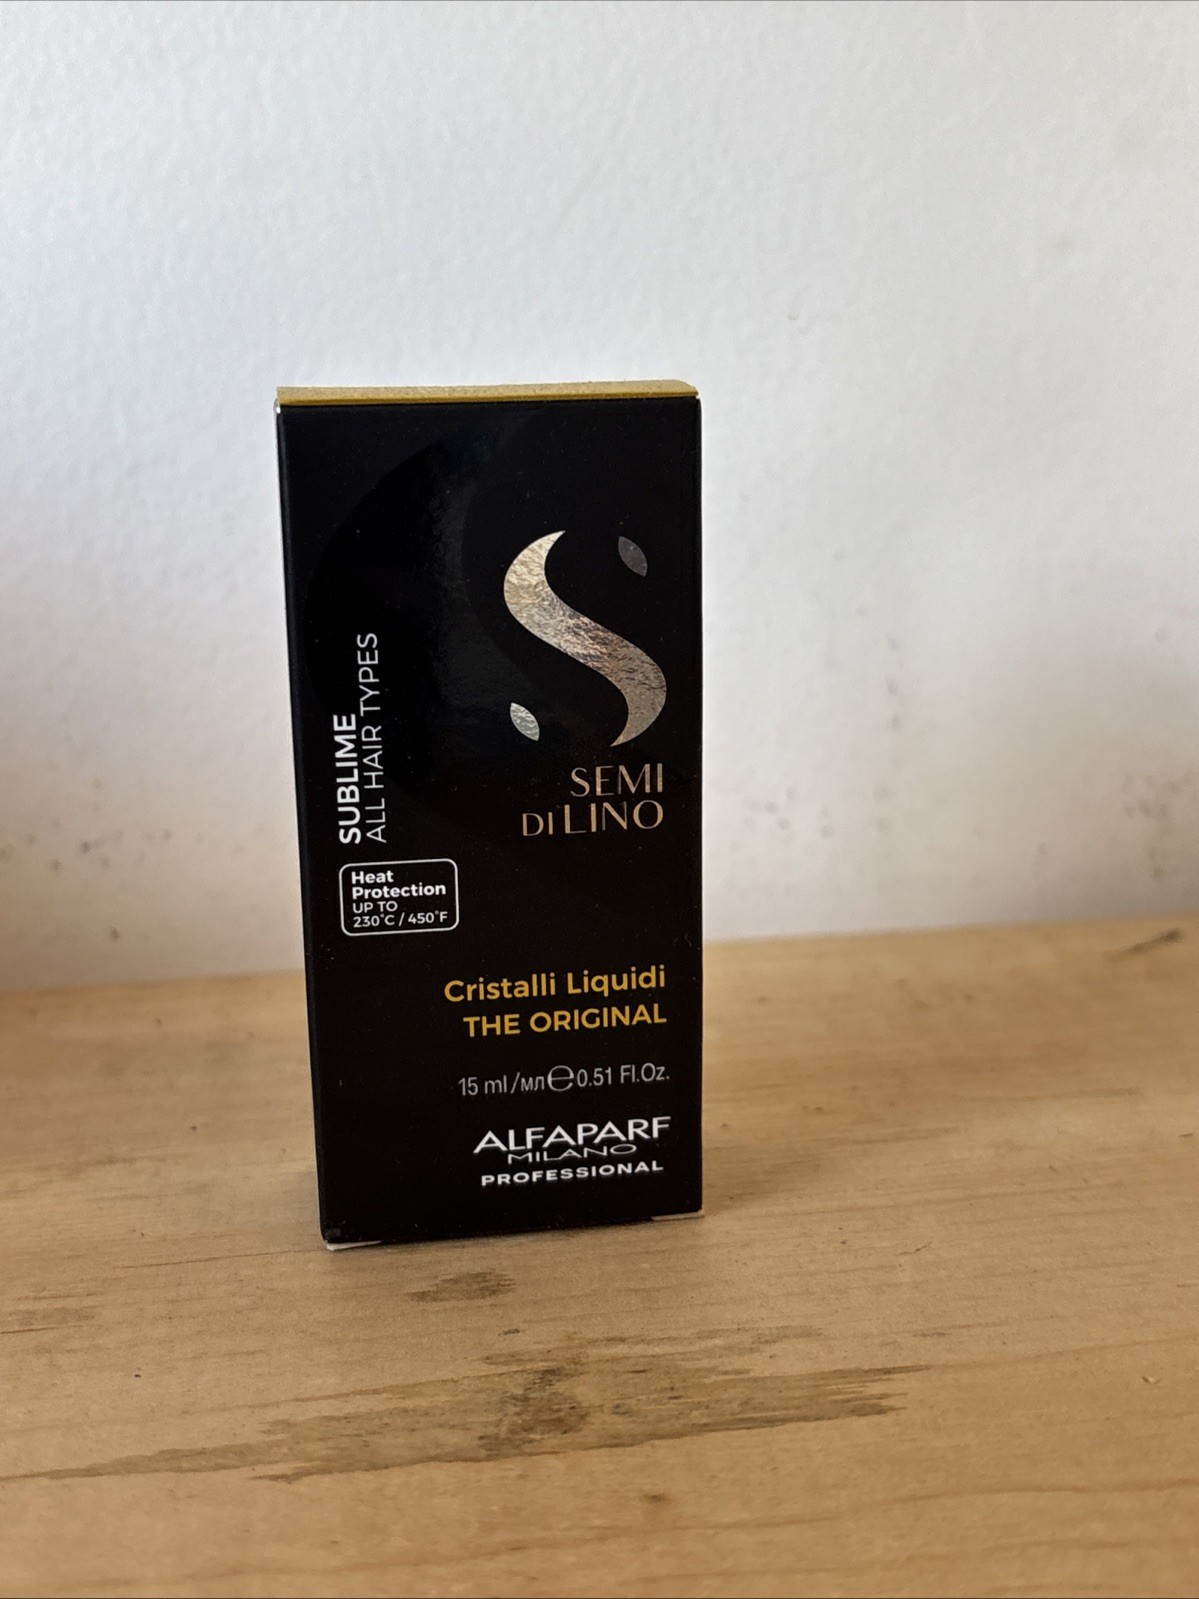 SUBLIME
ALL HAIR TYPES
Heat
Protection
UP TO
230°C / 450°F
SEMI
DI LINO
Cristalli Liquidi
THE ORIGINAL
15 ml/мл ℮ 0.51 Fl.Oz.
ALFAPARF
MILANO
PROFESSIONAL